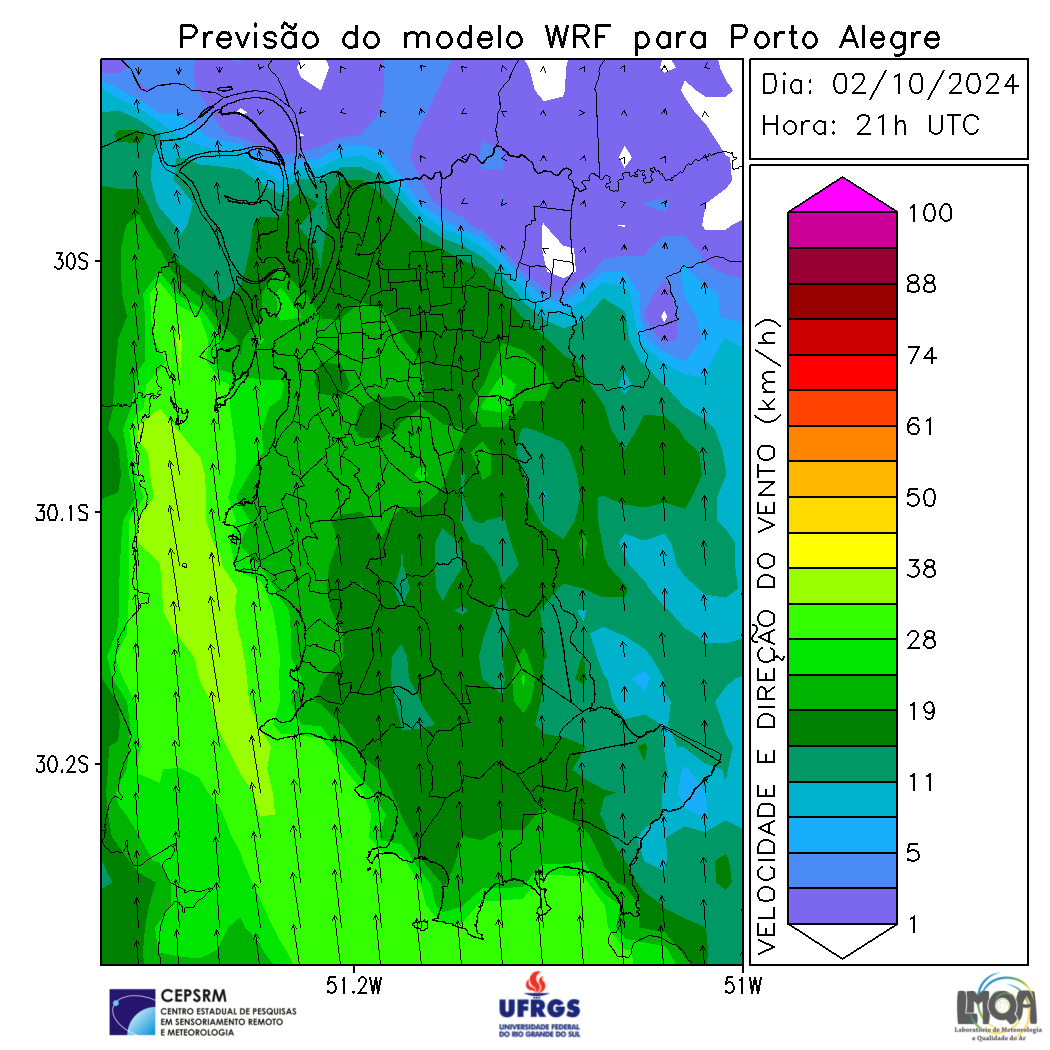 Previsão do modelo WRF para Porto Alegre
Dia: 02/10/2024
Hora: 21h UTC
30S
30.1S
30.2S
51.2W
51W
VELOCIDADE E DIREÇÃO DO VENTO (km/h)
100
88
74
61
50
38
28
19
11
5
1
CEPSRM
CENTRO ESTADUAL DE PESQUISAS
EM SENSORIAMENTO REMOTO
E METEOROLOGIA
UFRGS
UNIVERSIDADE FEDERAL
DO RIO GRANDE DO SUL
LMQA
Laboratório de Meteorologia
e Qualidade do Ar